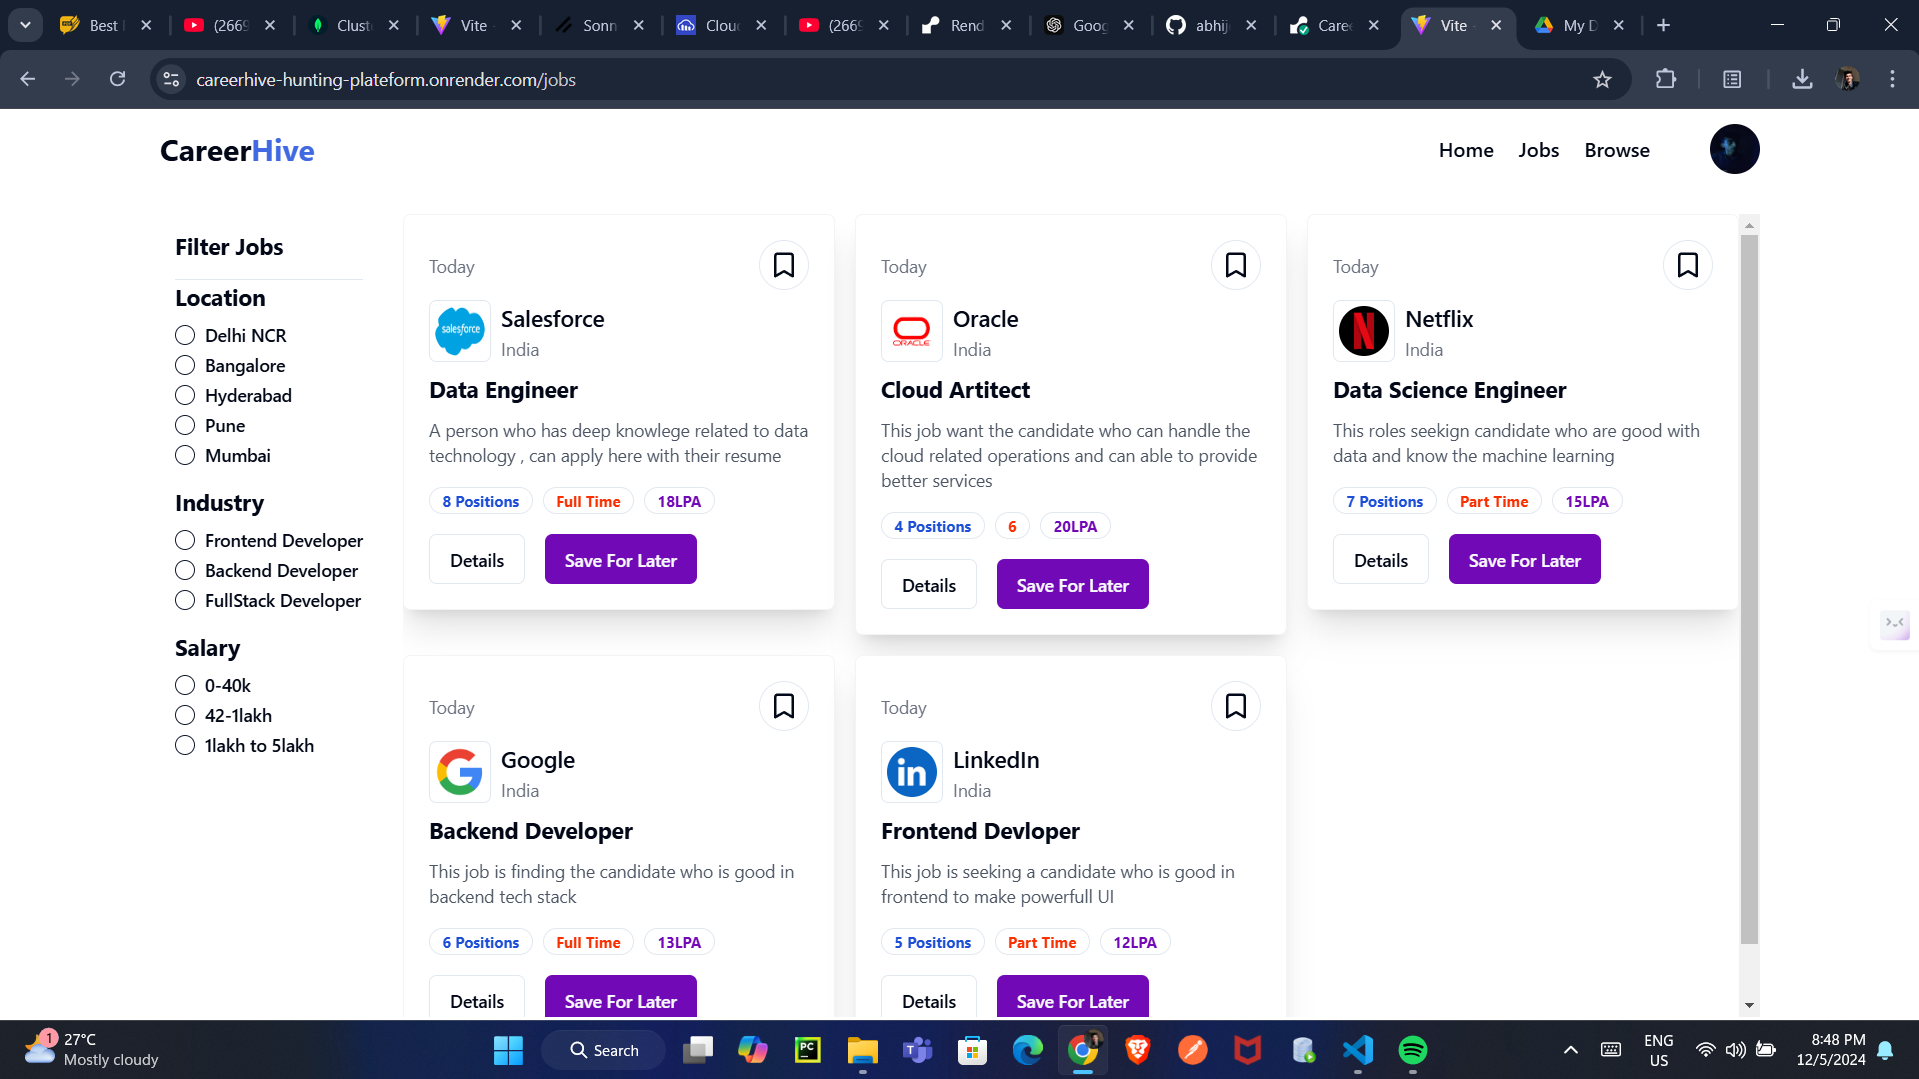 Best
(2669
Clust
Vite
Sonn
Clou
(2669
Rend
Goog
abhij
Caree
Vite -
My D
careerhive-hunting-plateform.onrender.com/jobs
CareerHive
Home Jobs Browse
Filter Jobs
Location
Delhi NCR
Bangalore
Hyderabad
Pune
Mumbai
Industry
Frontend Developer
Backend Developer
FullStack Developer
Salary
0-40k
42-1lakh
1lakh to 5lakh
Today
salesforce
Salesforce
India
Data Engineer
A person who has deep knowlege related to data
technology , can apply here with their resume
8 Positions Full Time 18LPA
Details Save For Later
Today
ORACLE
Oracle
India
Cloud Artitect
This job want the candidate who can handle the
cloud related operations and can able to provide
better services
4 Positions 6 20LPA
Details Save For Later
Today
Netflix
India
Data Science Engineer
This roles seekign candidate who are good with
data and know the machine learning
7 Positions Part Time 15LPA
Details Save For Later
Today
Google
India
Backend Developer
This job is finding the candidate who is good in
backend tech stack
6 Positions Full Time 13LPA
Details Save For Later
Today
in
LinkedIn
India
Frontend Devloper
This job is seeking a candidate who is good in
frontend to make powerfull UI
5 Positions Part Time 12LPA
Details Save For Later
1
27°C
Mostly cloudy
Search
PC
ENG
US
8:48 PM
12/5/2024